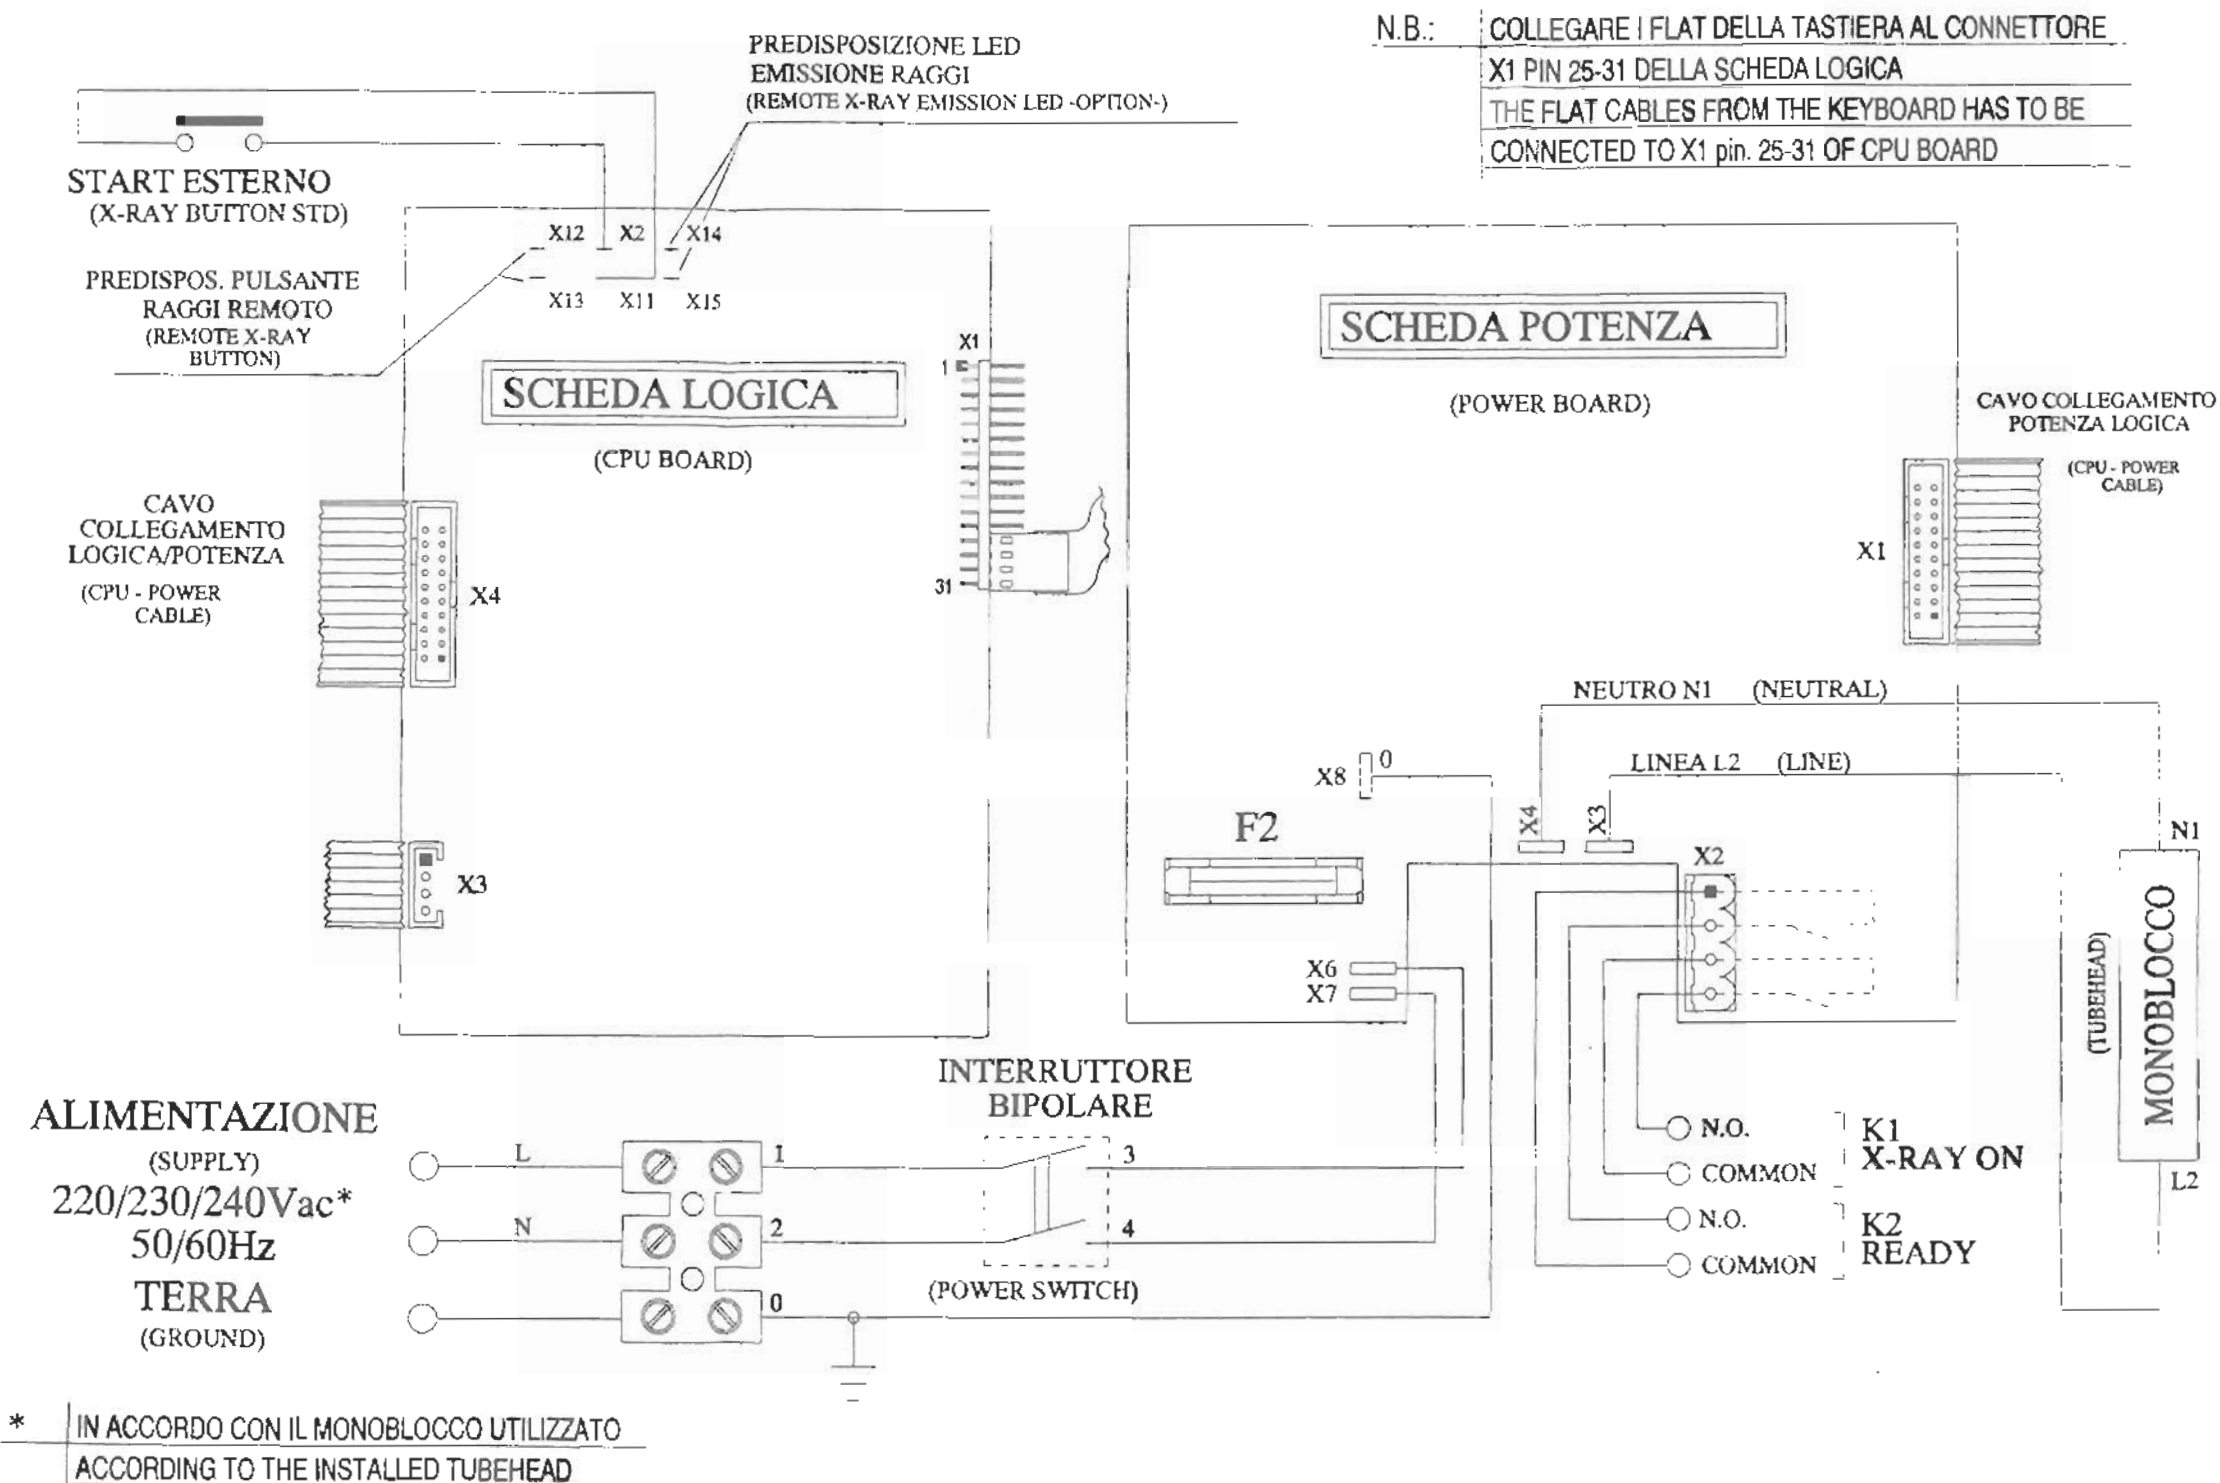 N.B.: COLLEGARE I FLAT DELLA TASTIERA AL CONNETTORE
X1 PIN 25-31 DELLA SCHEDA LOGICA
THE FLAT CABLES FROM THE KEYBOARD HAS TO BE
CONNECTED TO X1 pin. 25-31 OF CPU BOARD
PREDISPOSIZIONE LED
EMISSIONE RAGGI
(REMOTE X-RAY EMISSION LED -OPTION-)
START ESTERNO
(X-RAY BUTTON STD)
X12 X2 X14
PREDISPOS. PULSANTE
RAGGI REMOTO
(REMOTE X-RAY
BUTTON)
X13 X11 X15
X1
1
31
SCHEDA LOGICA
(CPU BOARD)
CAVO
COLLEGAMENTO
LOGICA/POTENZA
(CPU - POWER
CABLE)
X4
X3
SCHEDA POTENZA
(POWER BOARD)
CAVO COLLEGAMENTO
POTENZA LOGICA
(CPU - POWER
CABLE)
X1
NEUTRO N1 (NEUTRAL)
LINEA L2 (LINE)
X8
0
F2
X4
X3
X2
X6
X7
N1
(TUBEHEAD)
MONOBLOCCO
L2
INTERRUTTORE
BIPOLARE
ALIMENTAZIONE
(SUPPLY)
220/230/240Vac*
50/60Hz
TERRA
(GROUND)
L
N
1
2
0
3
4
(POWER SWITCH)
N.O.
COMMON
K1
X-RAY ON
N.O.
COMMON
K2
READY
* IN ACCORDO CON IL MONOBLOCCO UTILIZZATO
ACCORDING TO THE INSTALLED TUBEHEAD